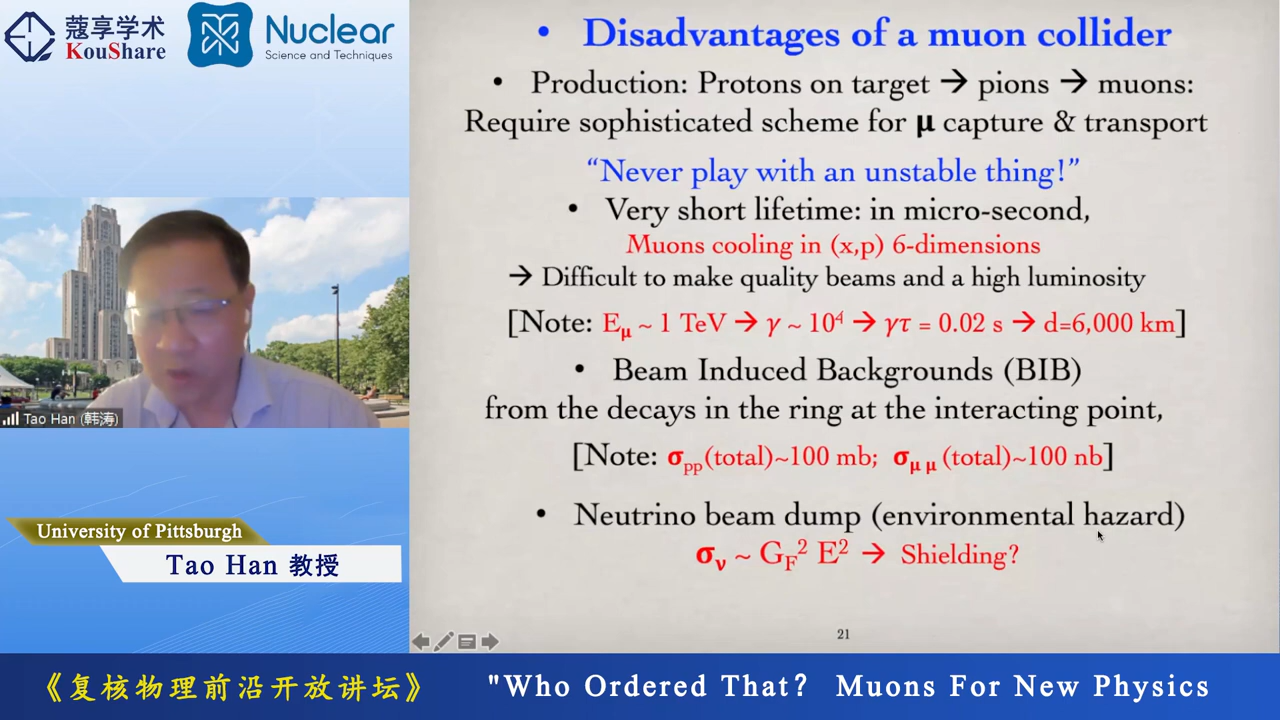 蔻享学术
KouShare
Nuclear
Science and Techniques
• Disadvantages of a muon collider
• Production: Protons on target → pions → muons:
Require sophisticated scheme for μ capture & transport
“Never play with an unstable thing!”
• Very short lifetime: in micro-second,
Muons cooling in (x,p) 6-dimensions
→ Difficult to make quality beams and a high luminosity
[Note: Eμ ~ 1 TeV → γ ~ 10⁴ → γτ = 0.02 s → d=6,000 km]
• Beam Induced Backgrounds (BIB)
from the decays in the ring at the interacting point,
[Note: σpp(total)~100 mb; σμμ(total)~100 nb]
• Neutrino beam dump (environmental hazard)
σν ~ GF² E² → Shielding?
21
Tao Han (韩涛)
University of Pittsburgh
Tao Han 教授
《复核物理前沿开放讲坛》
"Who Ordered That? Muons For New Physics